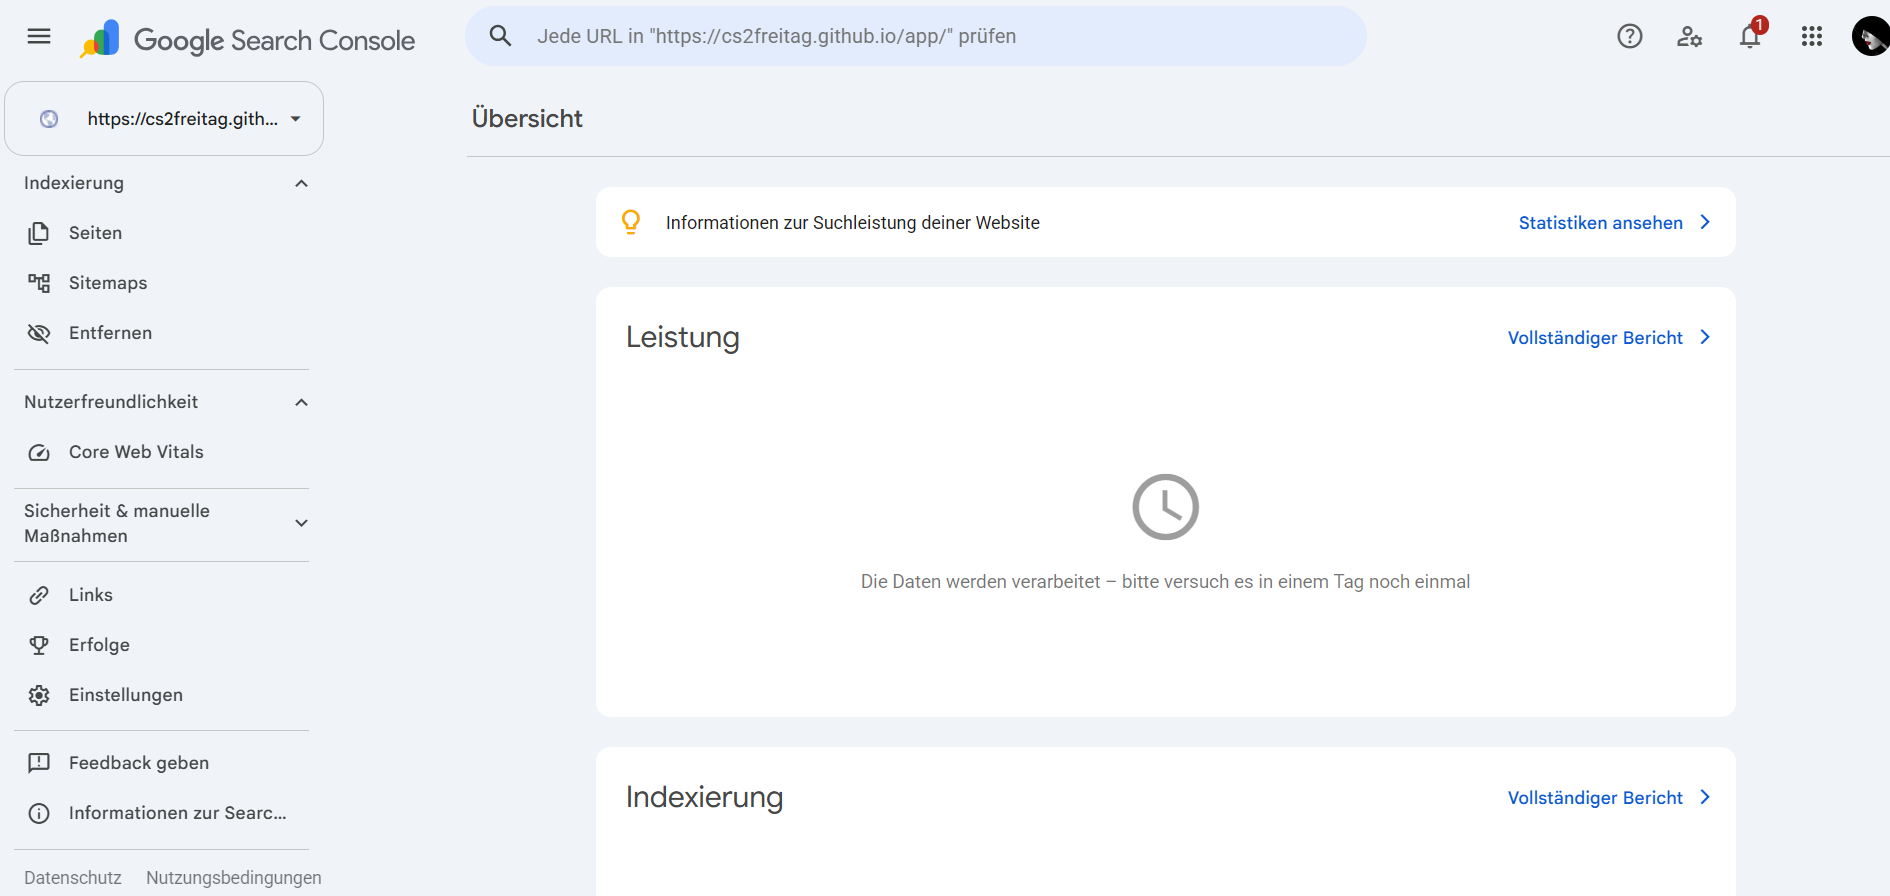 Google Search Console
Jede URL in "https://cs2freitag.github.io/app/" prüfen
1
https://cs2freitag.gith...
Indexierung
Seiten
Sitemaps
Entfernen
Nutzerfreundlichkeit
Core Web Vitals
Sicherheit & manuelle
Maßnahmen
Links
Erfolge
Einstellungen
Feedback geben
Informationen zur Searc...
Datenschutz Nutzungsbedingungen
Übersicht
Informationen zur Suchleistung deiner Website
Statistiken ansehen
Leistung
Vollständiger Bericht
Die Daten werden verarbeitet – bitte versuch es in einem Tag noch einmal
Indexierung
Vollständiger Bericht